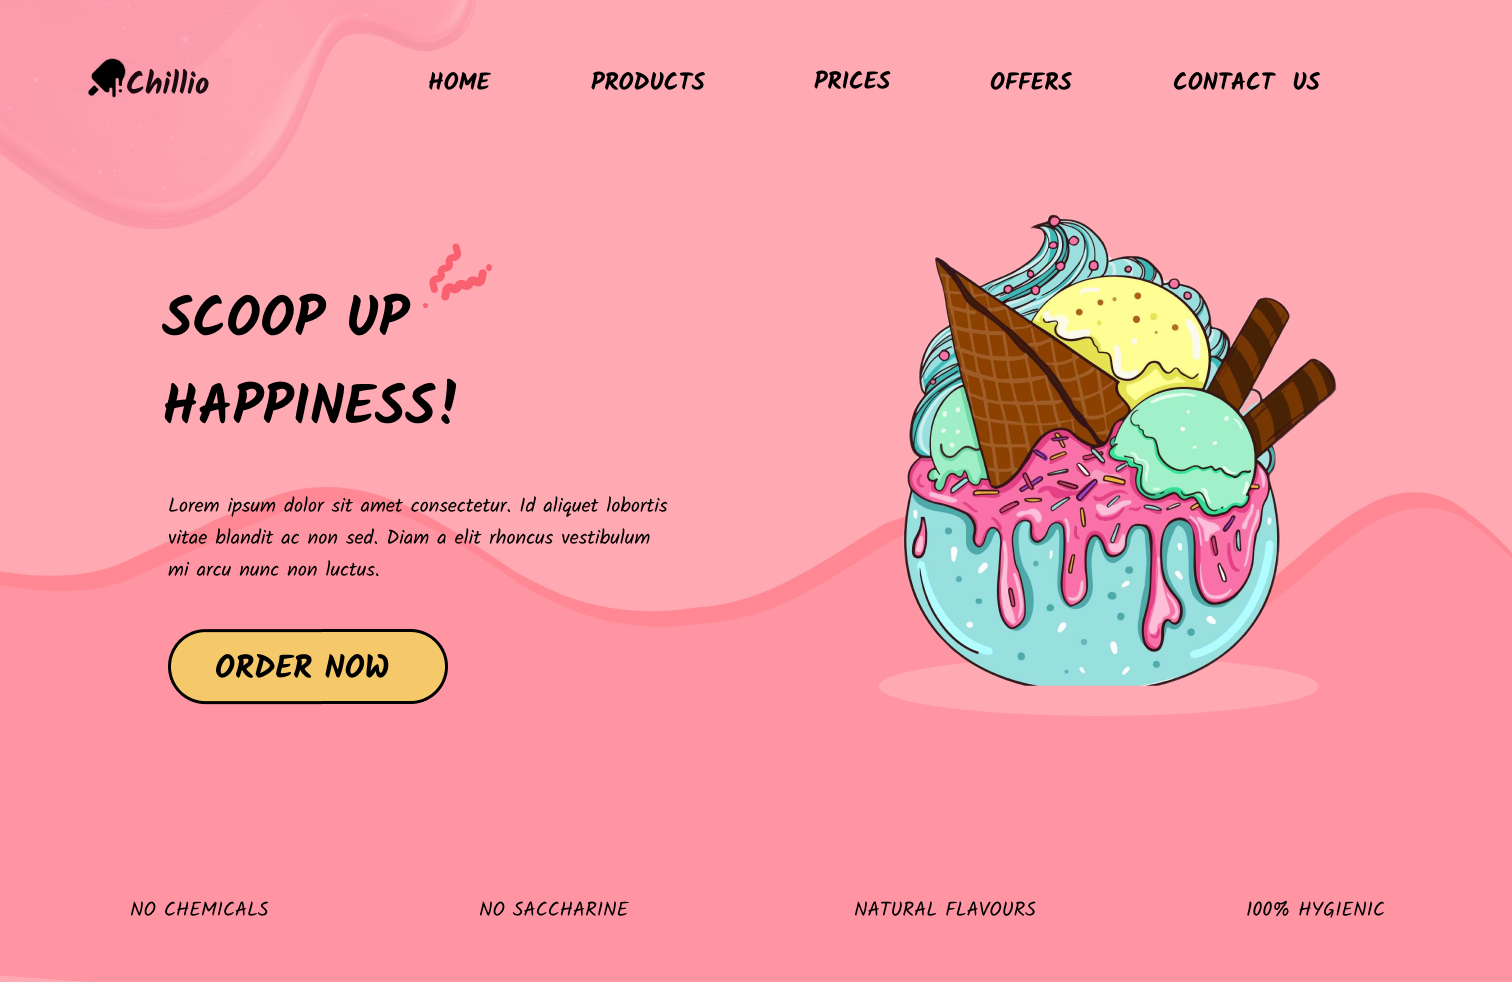 Chillio
HOME PRODUCTS PRICES OFFERS CONTACT US
SCOOP UP
HAPPINESS!
Lorem ipsum dolor sit amet consectetur. Id aliquet lobortis
vitae blandit ac non sed. Diam a elit rhoncus vestibulum
mi arcu nunc non luctus.
ORDER NOW
NO CHEMICALS NO SACCHARINE NATURAL FLAVOURS 100% HYGIENIC